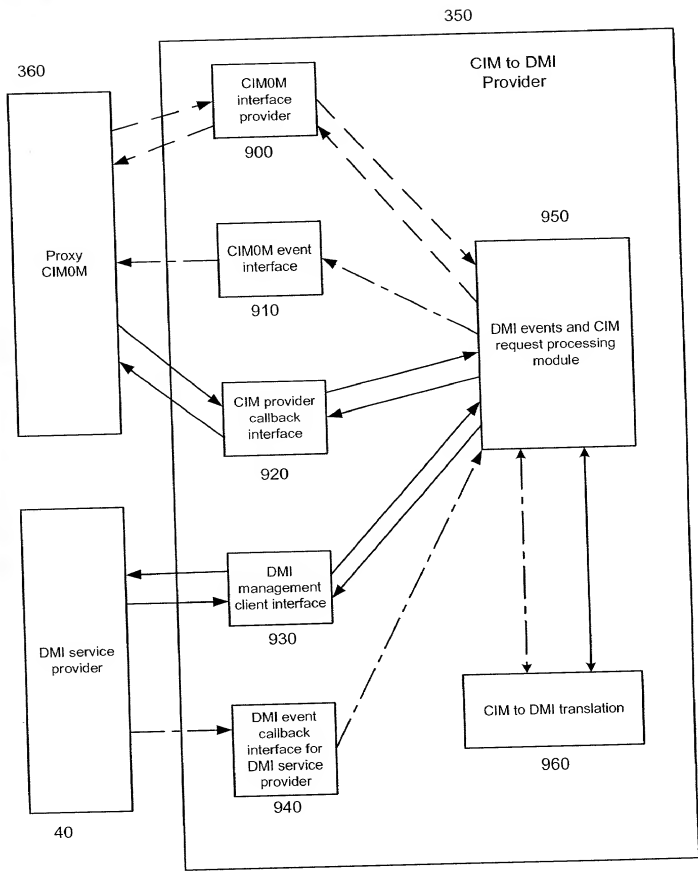 350
CIM to DMI
Provider
360
CIM0M
interface
provider
900
Proxy
CIM0M
CIM0M event
interface
910
950
DMI events and CIM
request processing
module
CIM provider
callback
interface
920
DMI service
provider
40
DMI
management
client interface
930
DMI event
callback
interface for
DMI service
provider
940
CIM to DMI translation
960